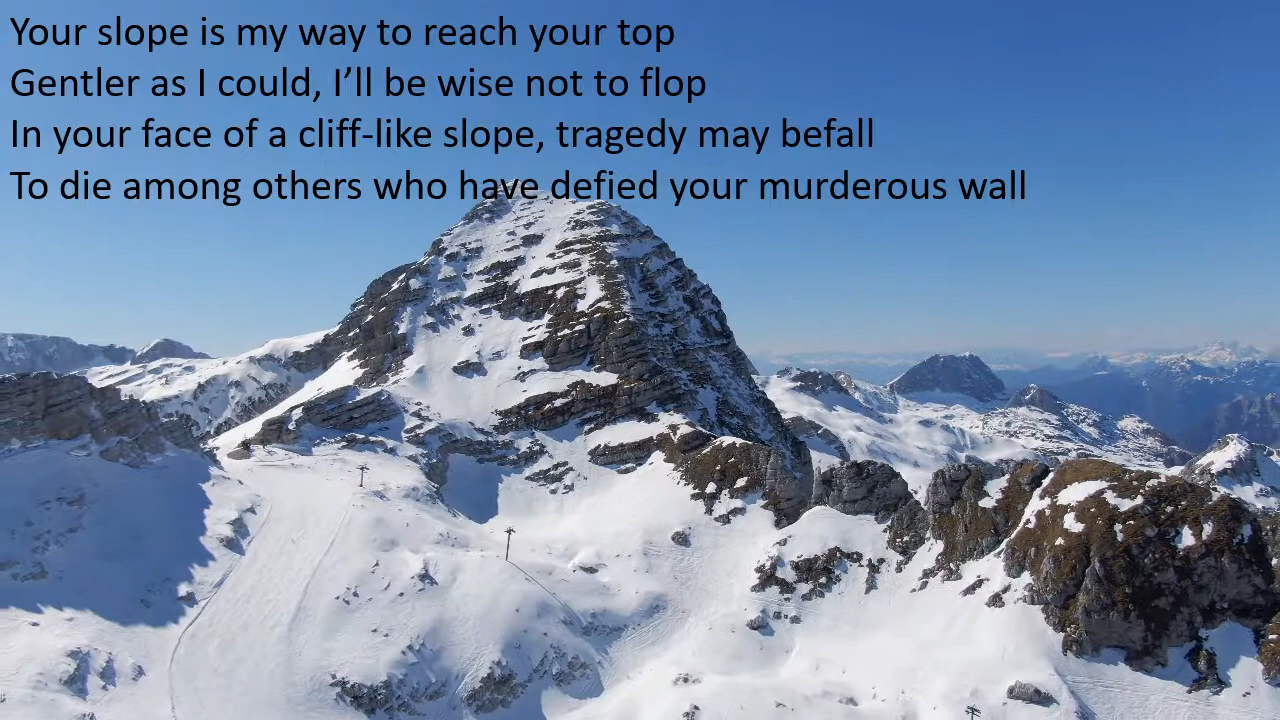 Your slope is my way to reach your top
Gentler as I could, I’ll be wise not to flop
In your face of a cliff-like slope, tragedy may befall
To die among others who have defied your murderous wall